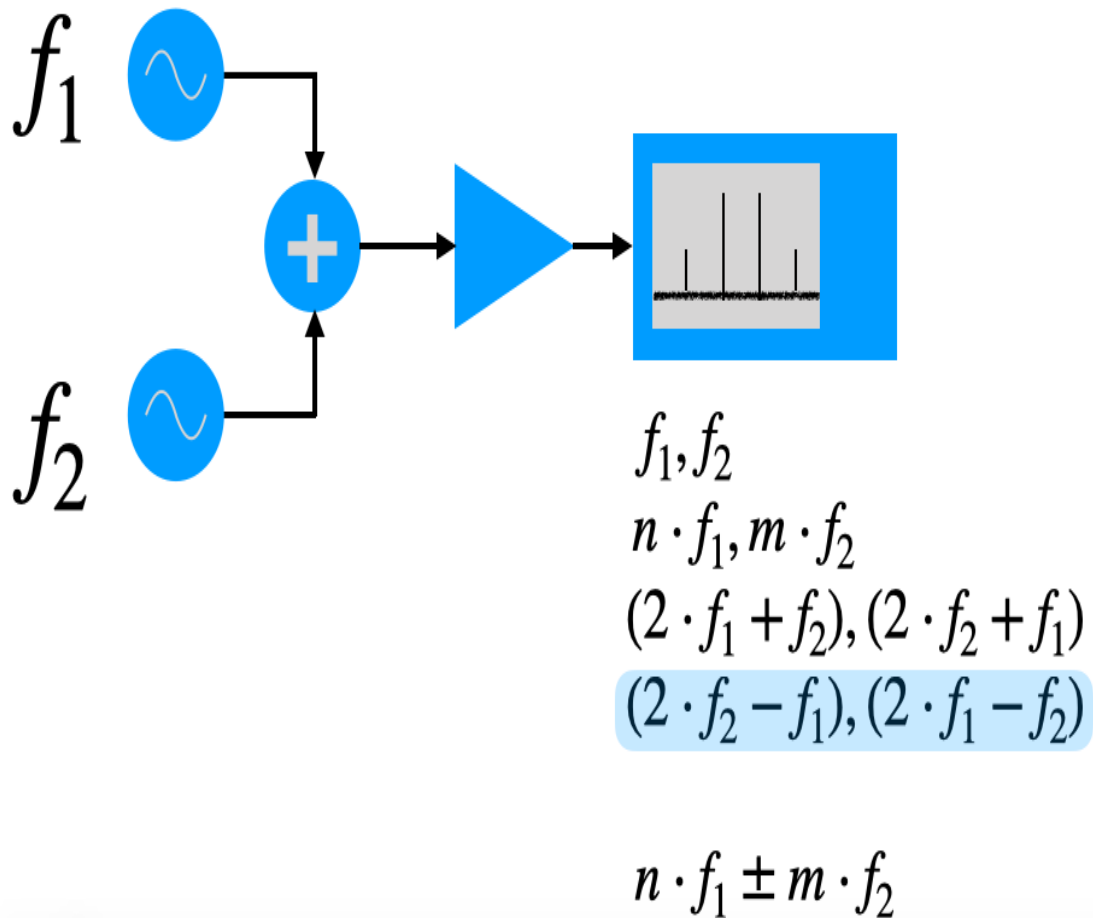 f₁
f₂
f₁, f₂
n · f₁, m · f₂
(2 · f₁ + f₂), (2 · f₂ + f₁)
(2 · f₂ − f₁), (2 · f₁ − f₂)
n · f₁ ± m · f₂